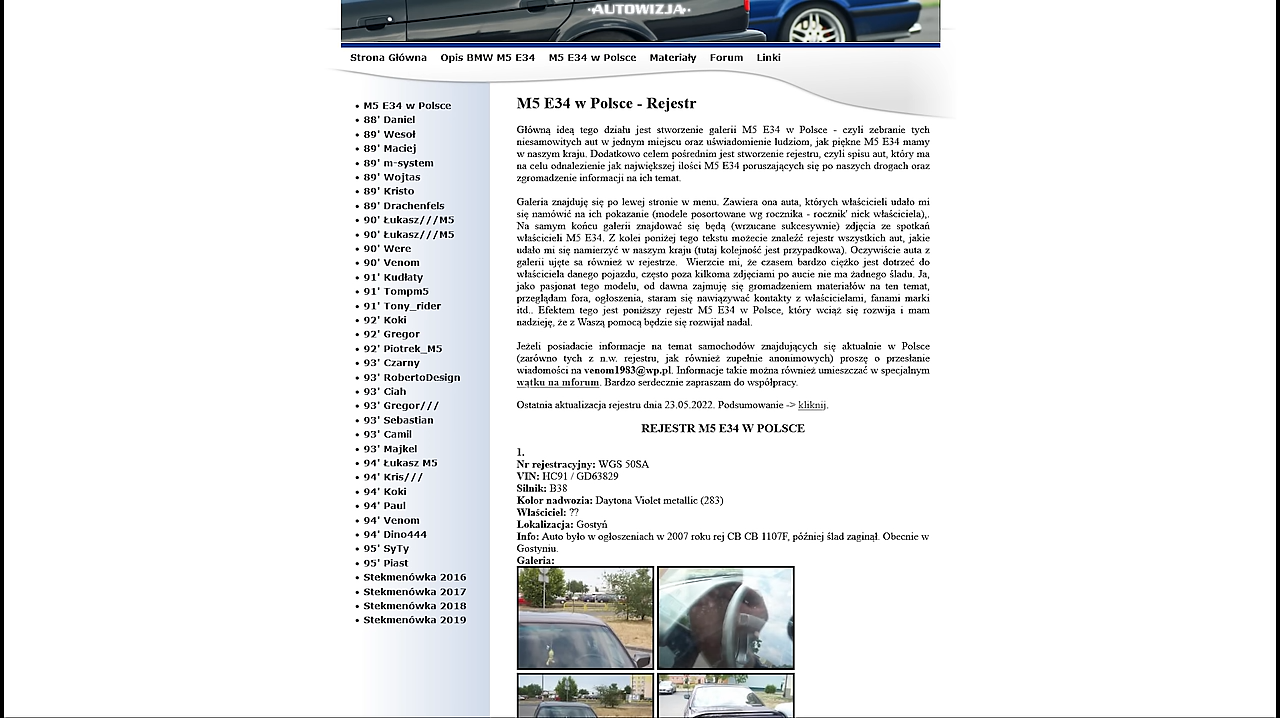 ·AUTOWIZJA·
Strona Główna Opis BMW M5 E34 M5 E34 w Polsce Materiały Forum Linki
M5 E34 w Polsce
88' Daniel
89' Wesoł
89' Maciej
89' m-system
89' Wojtas
89' Kristo
89' Drachenfels
90' Łukasz///M5
90' Łukasz///M5
90' Were
90' Venom
91' Kudłaty
91' Tompm5
91' Tony_rider
92' Koki
92' Gregor
92' Piotrek_M5
93' Czarny
93' RobertoDesign
93' Ciah
93' Gregor///
93' Sebastian
93' Camil
93' Majkel
94' Łukasz M5
94' Kris///
94' Koki
94' Paul
94' Venom
94' Dino444
95' SyTy
95' Piast
Stekmenówka 2016
Stekmenówka 2017
Stekmenówka 2018
Stekmenówka 2019
M5 E34 w Polsce - Rejestr
Główną ideą tego działu jest stworzenie galerii M5 E34 w Polsce - czyli zebranie tych
niesamowitych aut w jednym miejscu oraz uświadomienie ludziom, jak piękne M5 E34 mamy
w naszym kraju. Dodatkowo celem pośrednim jest stworzenie rejestru, czyli spisu aut, który ma
na celu odnalezienie jak największej ilości M5 E34 poruszających się po naszych drogach oraz
zgromadzenie informacji na ich temat.
Galeria znajduję się po lewej stronie w menu. Zawiera ona auta, których właścicieli udało mi
się namówić na ich pokazanie (modele posortowane wg rocznika - rocznik' nick właściciela),.
Na samym końcu galerii znajdować się będą (wrzucane sukcesywnie) zdjęcia ze spotkań
właścicieli M5 E34. Z kolei poniżej tego tekstu możecie znaleźć rejestr wszystkich aut, jakie
udało mi się namierzyć w naszym kraju (tutaj kolejność jest przypadkowa). Oczywiście auta z
galerii ujęte sa również w rejestrze. Wierzcie mi, że czasem bardzo ciężko jest dotrzeć do
właściciela danego pojazdu, często poza kilkoma zdjęciami po aucie nie ma żadnego śladu. Ja,
jako pasjonat tego modelu, od dawna zajmuję się gromadzeniem materiałów na ten temat,
przeglądam fora, ogłoszenia, staram się nawiązywać kontakty z właścicielami, fanami marki
itd.. Efektem tego jest poniższy rejestr M5 E34 w Polsce, który wciąż się rozwija i mam
nadzieję, że z Waszą pomocą będzie się rozwijał nadal.
Jeżeli posiadacie informacje na temat samochodów znajdujących się aktualnie w Polsce
(zarówno tych z n.w. rejestru, jak również zupełnie anonimowych) proszę o przesłanie
wiadomości na venom1983@wp.pl. Informacje takie można również umieszczać w specjalnym
wątku na mforum. Bardzo serdecznie zapraszam do współpracy.
Ostatnia aktualizacja rejestru dnia 23.05.2022. Podsumowanie -> kliknij.
REJESTR M5 E34 W POLSCE
1.
Nr rejestracyjny: WGS 50SA
VIN: HC91 / GD63829
Silnik: B38
Kolor nadwozia: Daytona Violet metallic (283)
Właściciel: ??
Lokalizacja: Gostyń
Info: Auto było w ogłoszeniach w 2007 roku rej CB CB 1107F, później ślad zaginął. Obecnie w
Gostyniu.
Galeria: